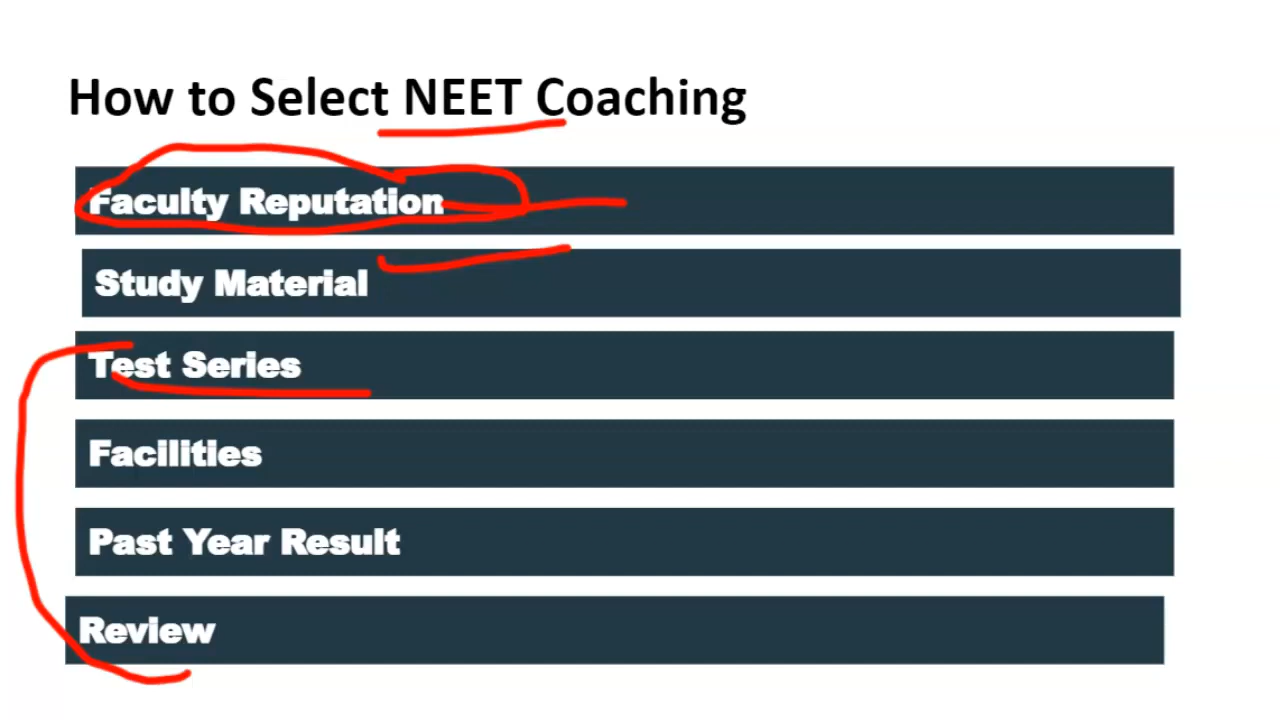 How to Select NEET Coaching
Faculty Reputation
Study Material
Test Series
Facilities
Past Year Result
Review